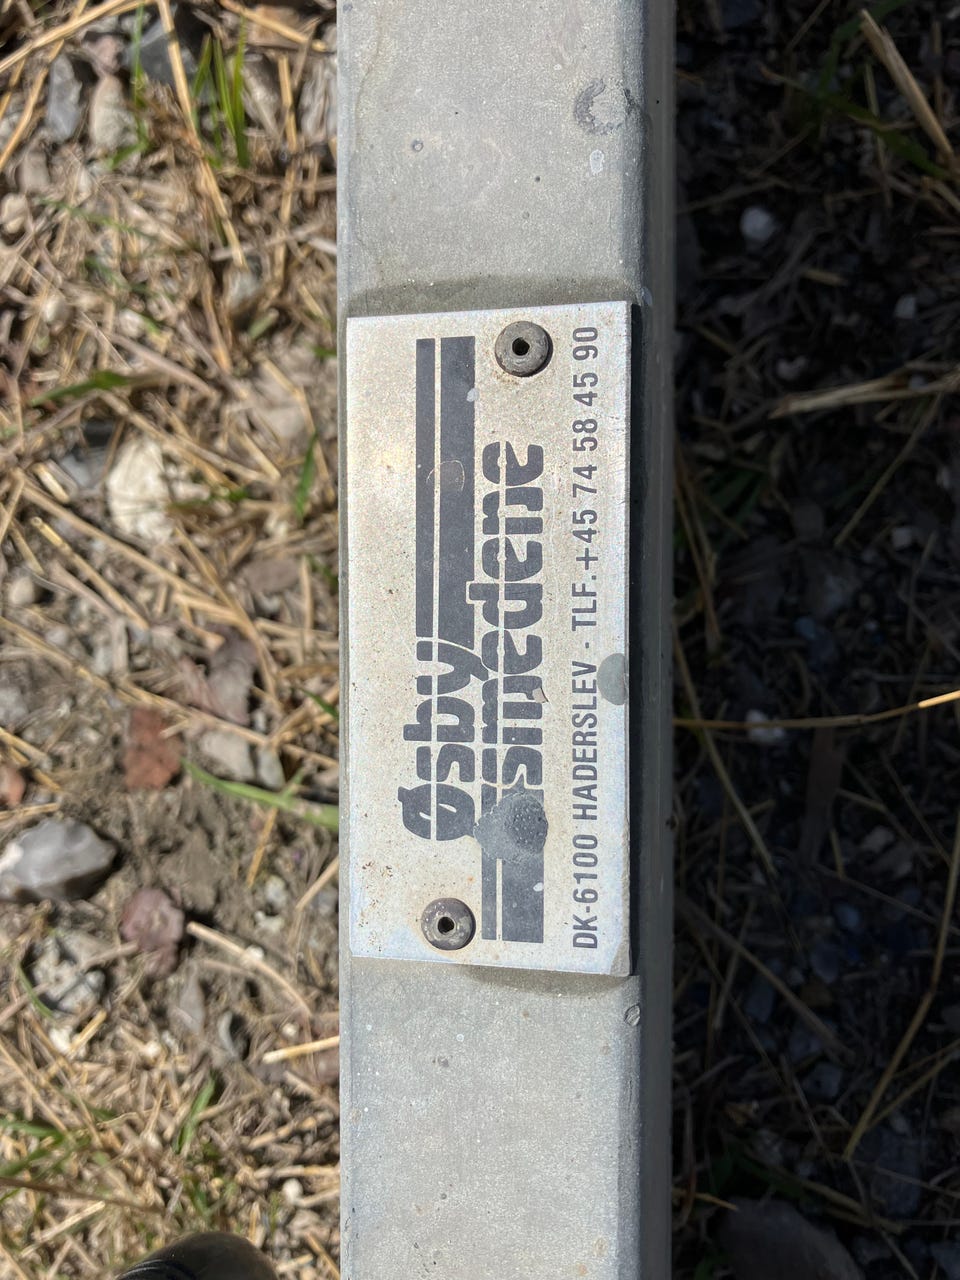 Øsby
smedene
DK-6100 HADERSLEV - TLF. +45 74 58 45 90